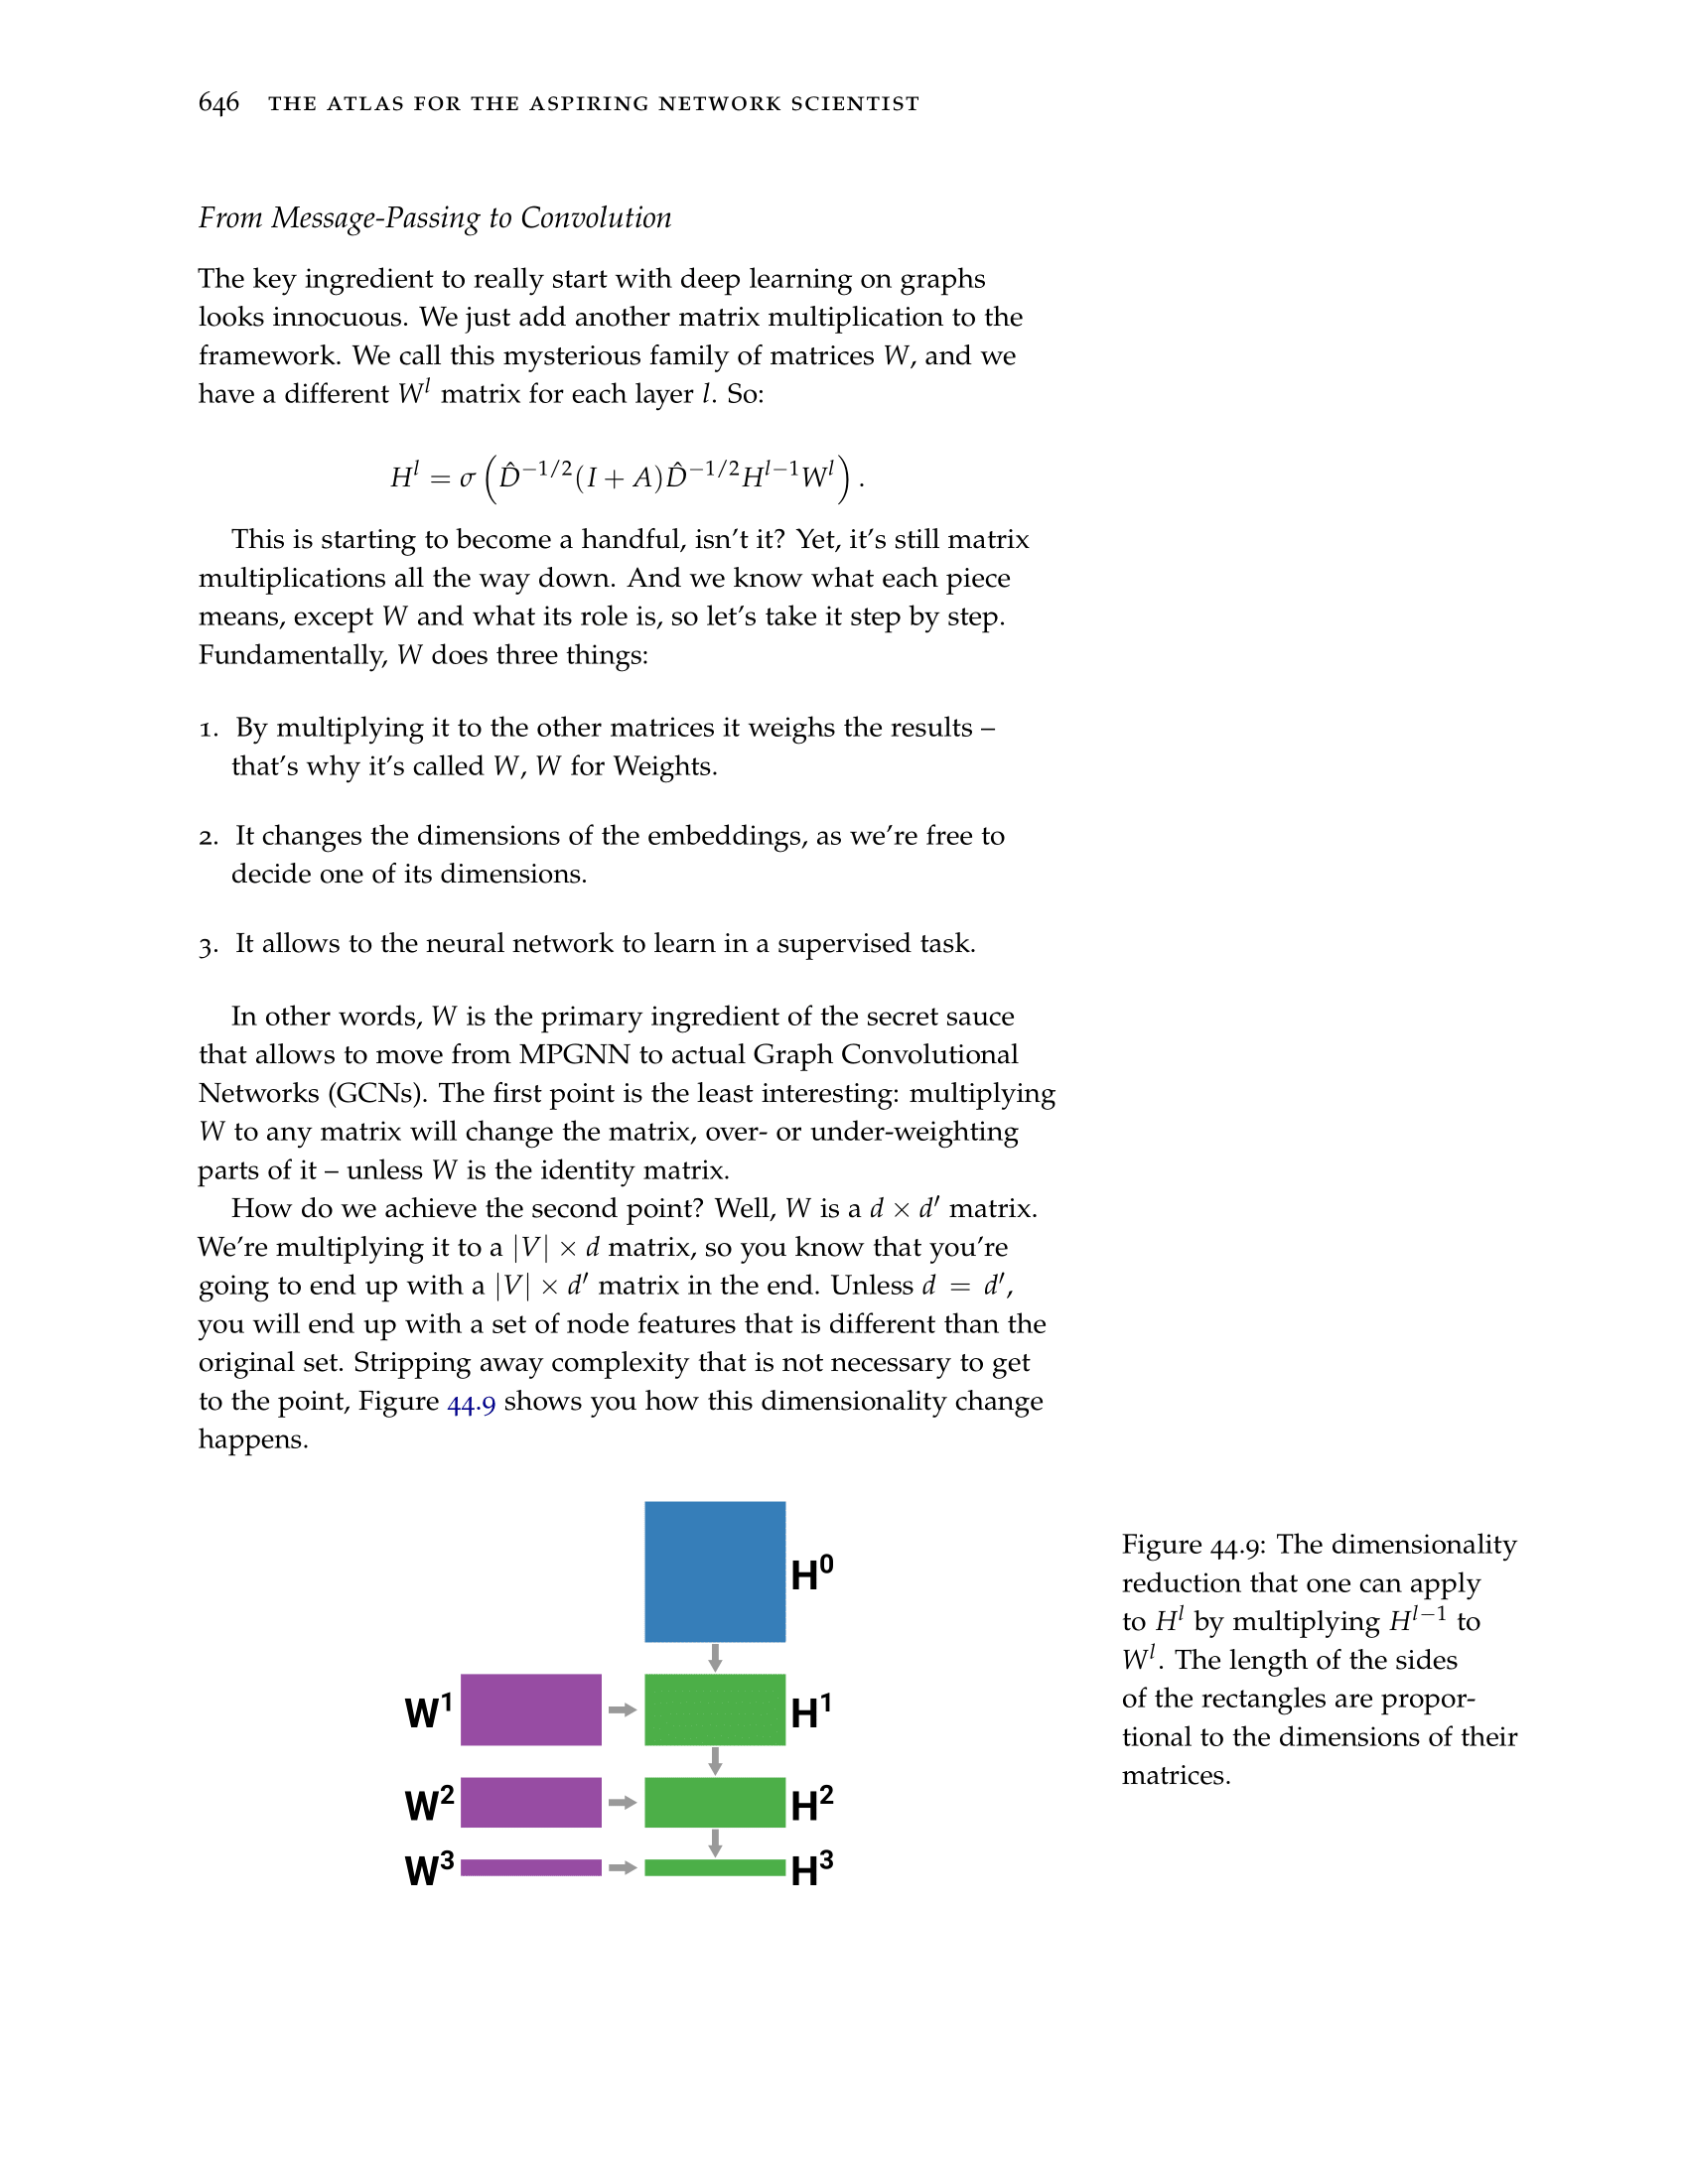 646 THE ATLAS FOR THE ASPIRING NETWORK SCIENTIST
From Message-Passing to Convolution
The key ingredient to really start with deep learning on graphs
looks innocuous. We just add another matrix multiplication to the
framework. We call this mysterious family of matrices W, and we
have a different W^l matrix for each layer l. So:
H^l = σ ( D̂^{−1/2}(I + A)D̂^{−1/2}H^{l−1}W^l ) .
This is starting to become a handful, isn't it? Yet, it's still matrix
multiplications all the way down. And we know what each piece
means, except W and what its role is, so let's take it step by step.
Fundamentally, W does three things:
1. By multiplying it to the other matrices it weighs the results –
that's why it's called W, W for Weights.
2. It changes the dimensions of the embeddings, as we're free to
decide one of its dimensions.
3. It allows to the neural network to learn in a supervised task.
In other words, W is the primary ingredient of the secret sauce
that allows to move from MPGNN to actual Graph Convolutional
Networks (GCNs). The first point is the least interesting: multiplying
W to any matrix will change the matrix, over- or under-weighting
parts of it – unless W is the identity matrix.
How do we achieve the second point? Well, W is a d × d′ matrix.
We're multiplying it to a |V| × d matrix, so you know that you're
going to end up with a |V| × d′ matrix in the end. Unless d = d′,
you will end up with a set of node features that is different than the
original set. Stripping away complexity that is not necessary to get
to the point, Figure 44.9 shows you how this dimensionality change
happens.
H^0
W^1 H^1
W^2 H^2
W^3 H^3
Figure 44.9: The dimensionality
reduction that one can apply
to H^l by multiplying H^{l−1} to
W^l. The length of the sides
of the rectangles are propor-
tional to the dimensions of their
matrices.